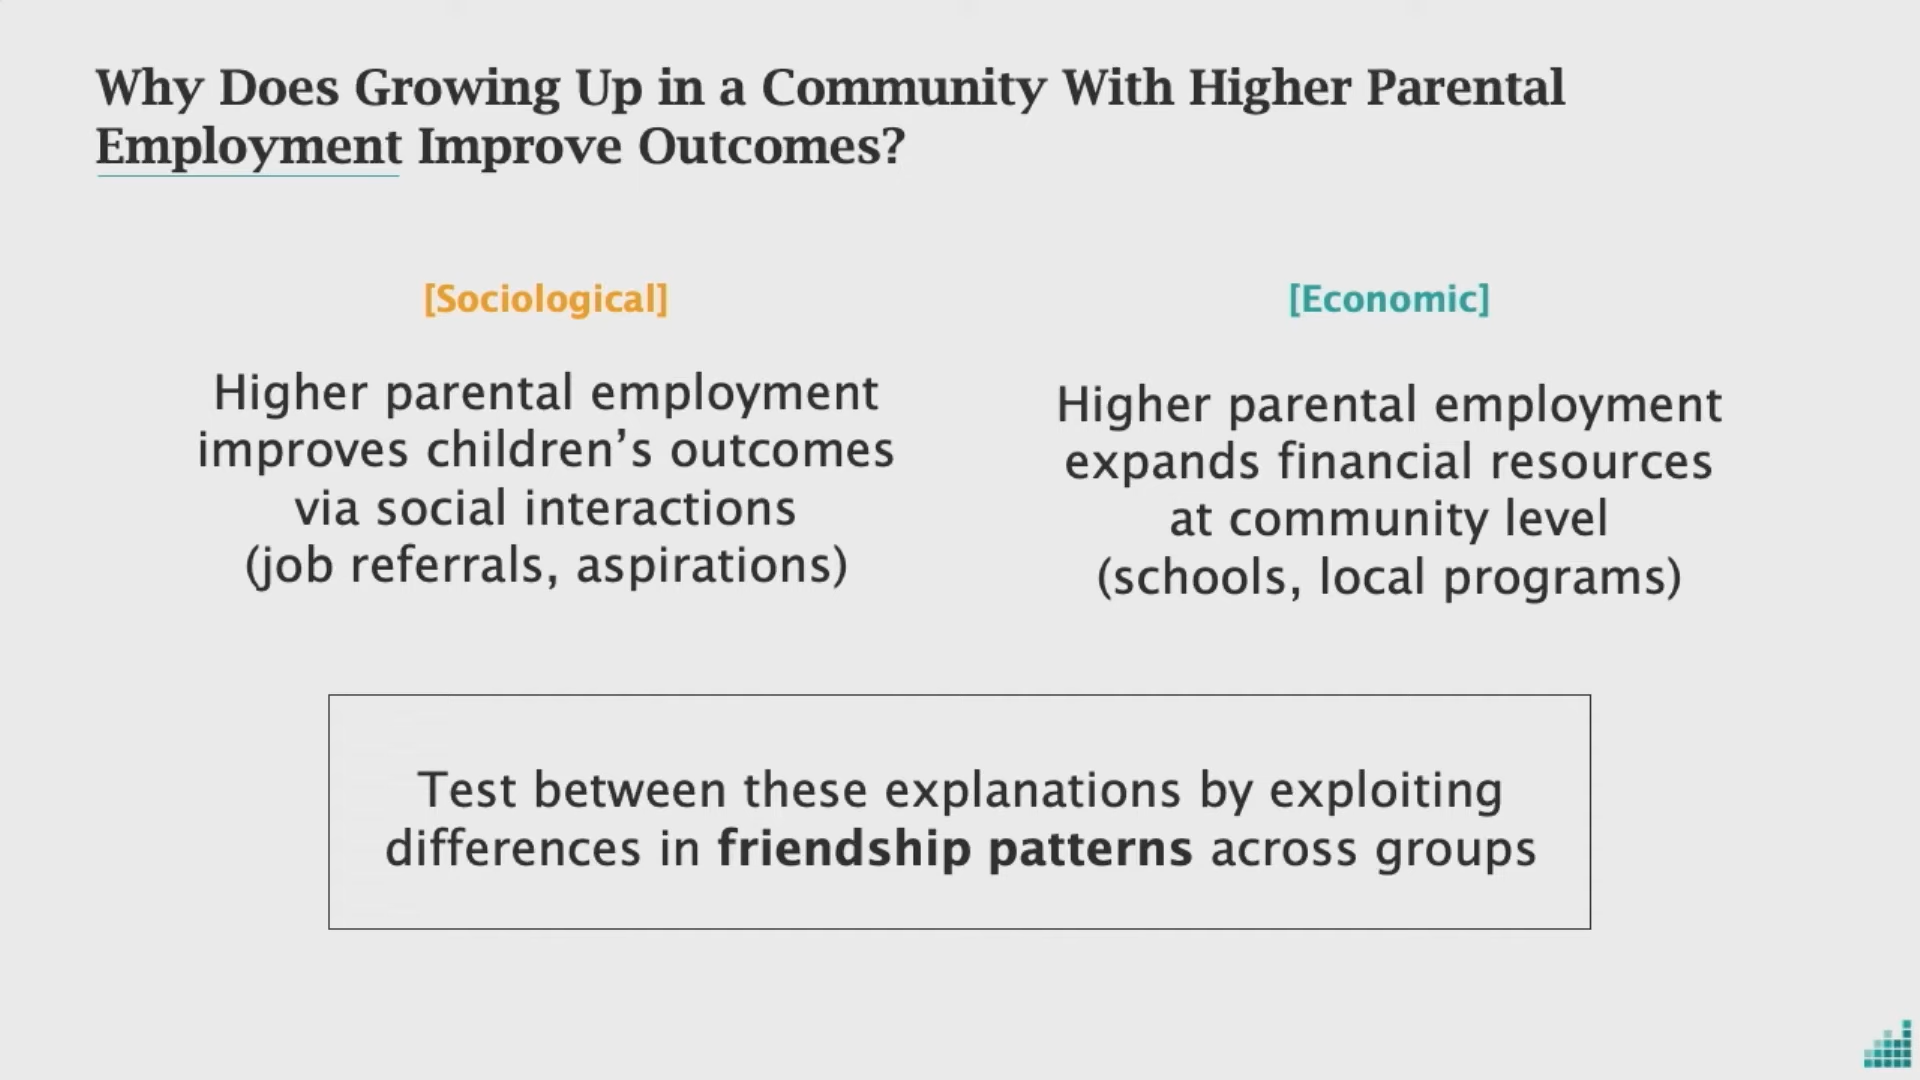 Why Does Growing Up in a Community With Higher Parental
Employment Improve Outcomes?
[Sociological]
Higher parental employment
improves children’s outcomes
via social interactions
(job referrals, aspirations)
[Economic]
Higher parental employment
expands financial resources
at community level
(schools, local programs)
Test between these explanations by exploiting
differences in friendship patterns across groups